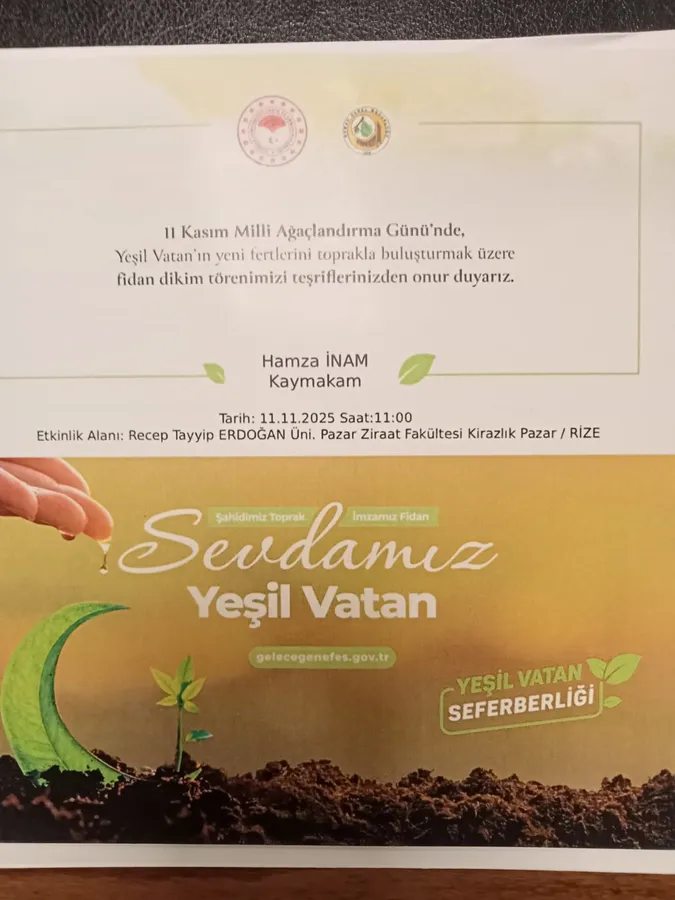 11 Kasım Milli Ağaçlandırma Günü'nde,
Yeşil Vatan'ın yeni fertlerini toprakla buluşturmak üzere
fidan dikim törenimizi teşriflerinizden onur duyarız.
Hamza İNAM
Kaymakam
Tarih: 11.11.2025 Saat:11:00
Etkinlik Alanı: Recep Tayyip ERDOĞAN Üni. Pazar Ziraat Fakültesi Kirazlık Pazar / RİZE
Şahidimiz Toprak İmzamız Fidan
Sevdamız
Yeşil Vatan
gelecegenefes.gov.tr
YEŞİL VATAN
SEFERBERLİĞİ